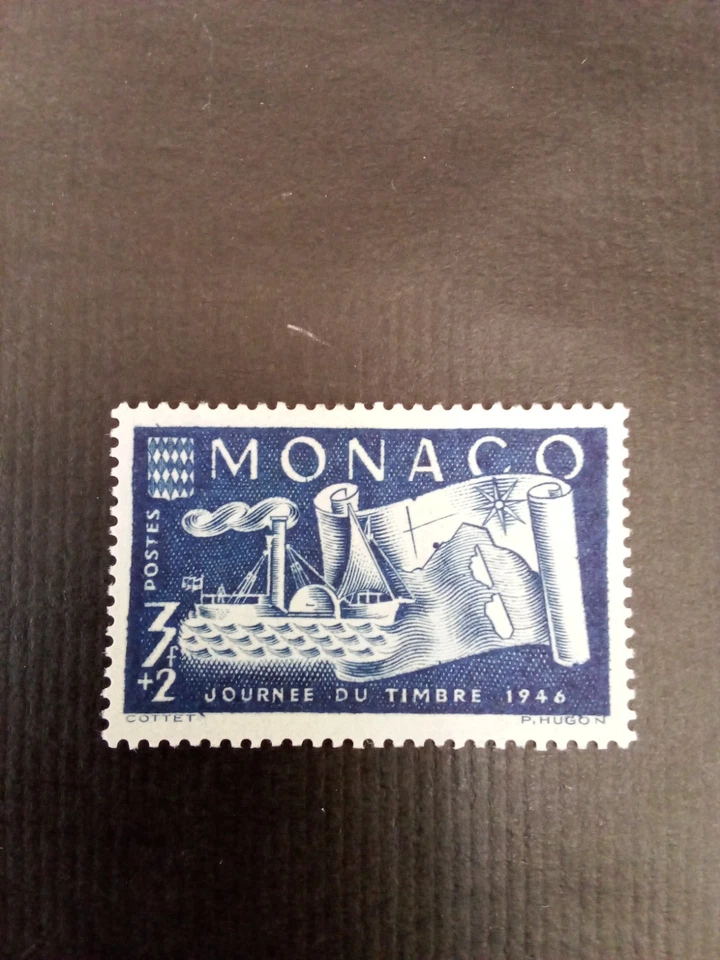 MONACO
POSTES
3f
+2
JOURNEE DU TIMBRE 1946
COTTET
P. HUGON